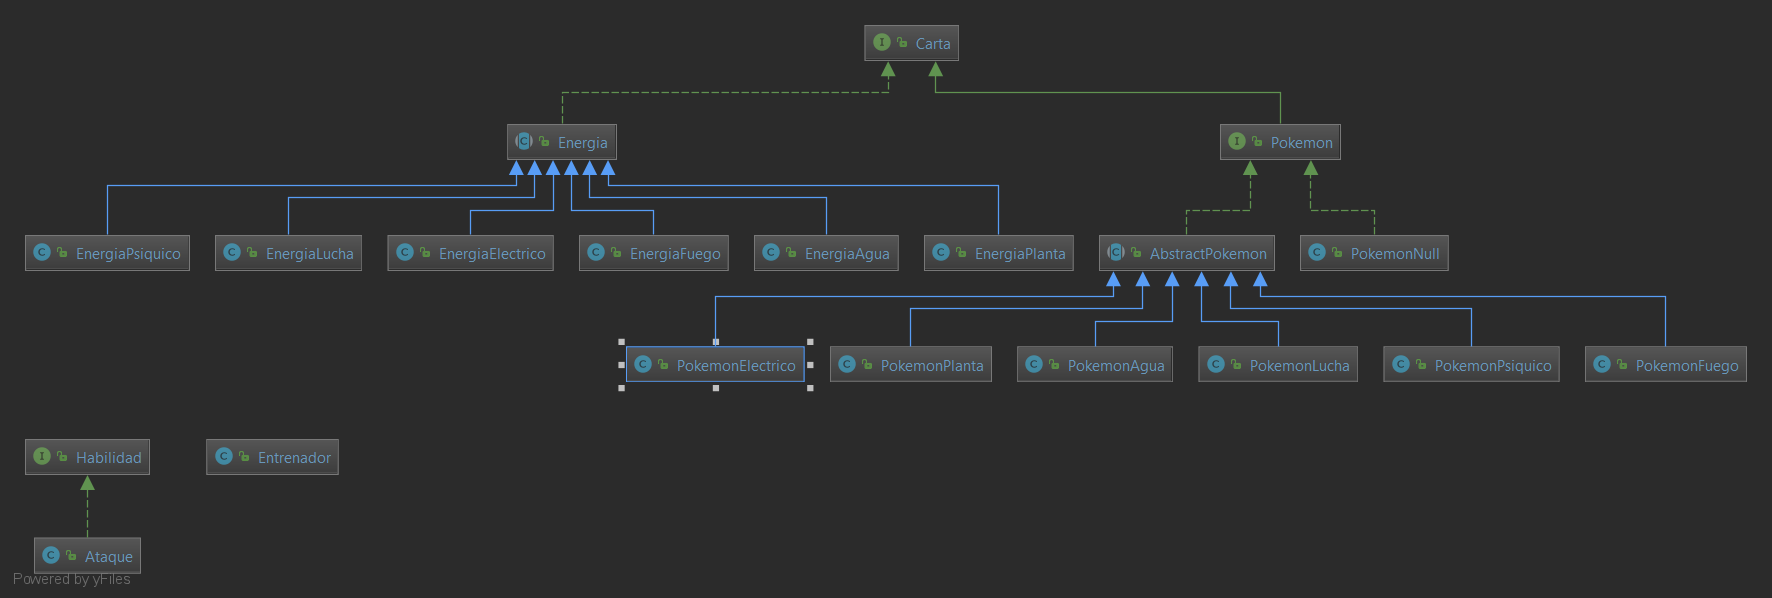 Carta
Energia
Pokemon
EnergiaPsiquico
EnergiaLucha
EnergiaElectrico
EnergiaFuego
EnergiaAgua
EnergiaPlanta
AbstractPokemon
PokemonNull
PokemonElectrico
PokemonPlanta
PokemonAgua
PokemonLucha
PokemonPsiquico
PokemonFuego
Habilidad
Entrenador
Ataque
Powered by yFiles